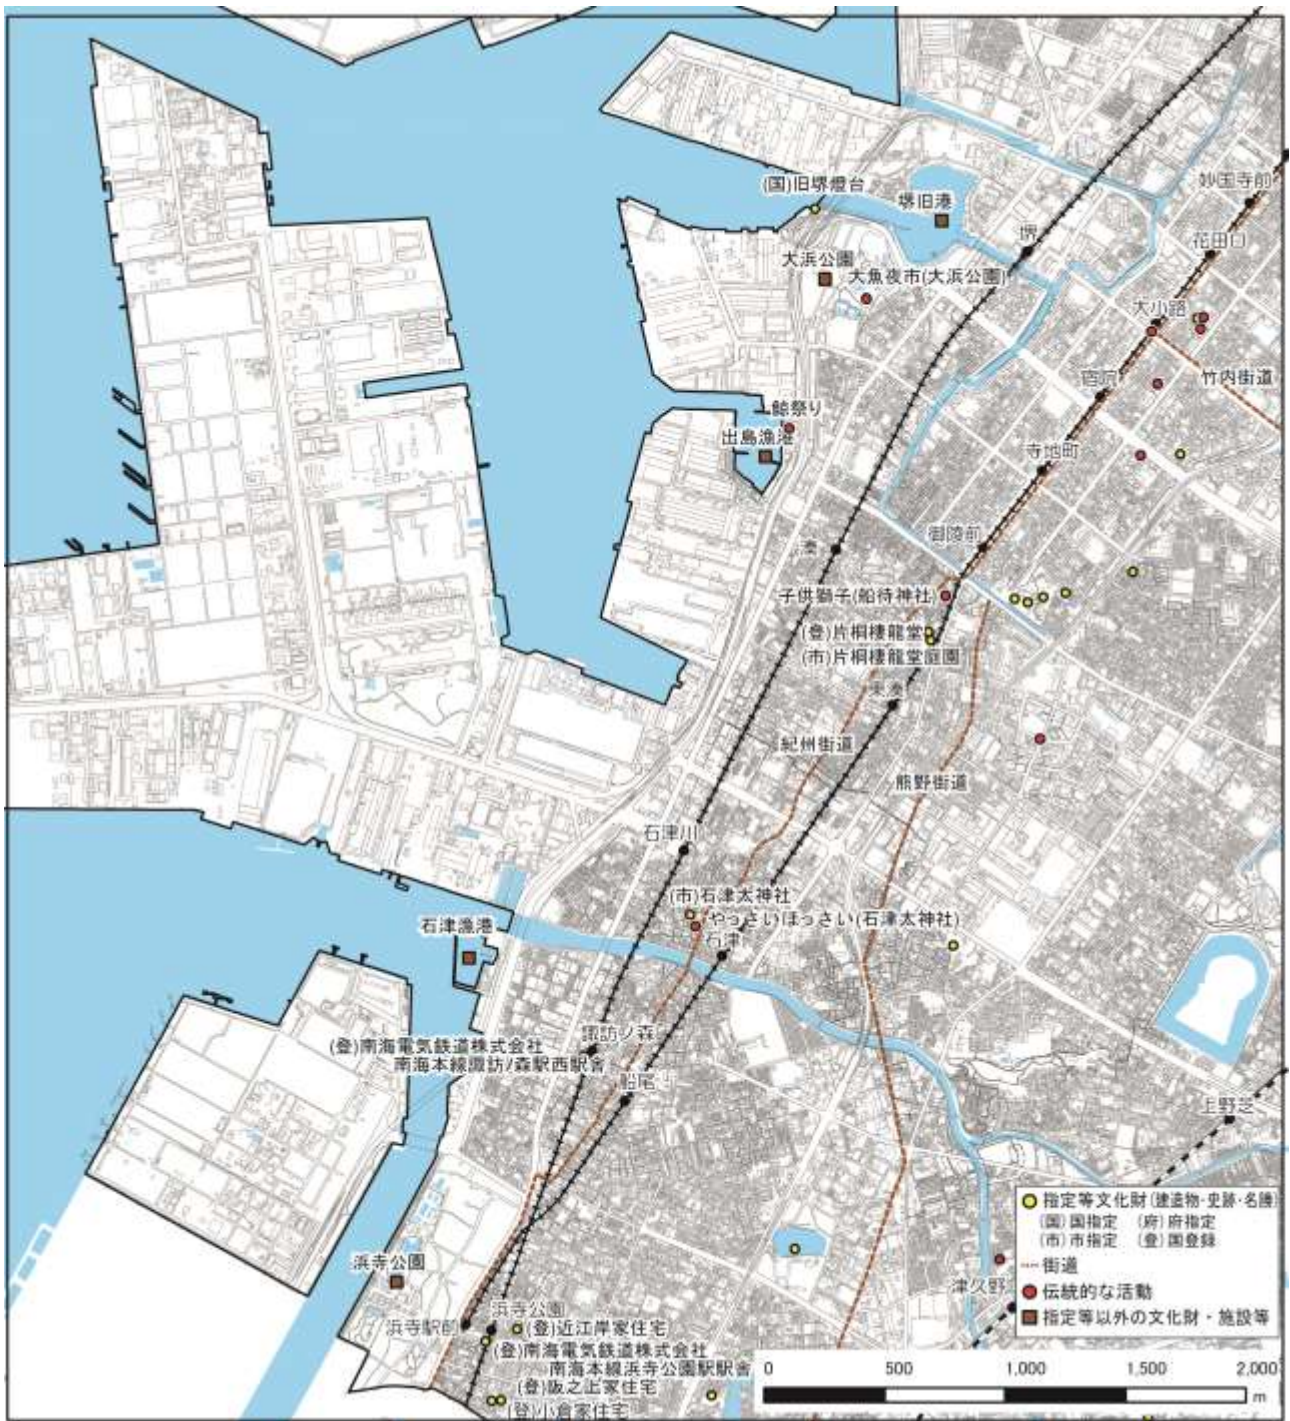 妙国寺前
(国)旧堺燈台
堺旧港
堺
花田口
大浜公園
大魚夜市(大浜公園)
大小路
宿院
竹内街道
鯨祭り
出島漁港
寺地町
御陵前
湊
子供獅子(船待神社)
(登)片桐棲龍堂
(市)片桐棲龍堂庭園
東湊
紀州街道
熊野街道
石津川
(市)石津太神社
やっさいほっさい(石津太神社)
石津漁港
石津
諏訪ノ森
(登)南海電気鉄道株式会社
南海本線諏訪ノ森駅西駅舎
船尾
上野芝
指定等文化財(建造物・史跡・名勝)
(国)国指定 (府)府指定
(市)市指定 (登)国登録
街道
伝統的な活動
指定等以外の文化財・施設等
津久野
浜寺公園
浜寺公園
浜寺駅前
(登)近江岸家住宅
(登)南海電気鉄道株式会社
南海本線浜寺公園駅駅舎
(登)阪之上家住宅
(登)小倉家住宅
0 500 1,000 1,500 2,000
m